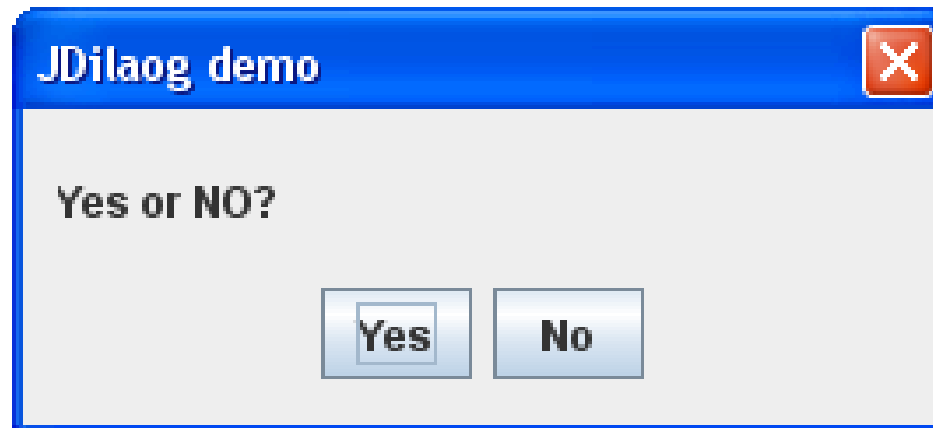 JDilaog demo
Yes or NO?
Yes No